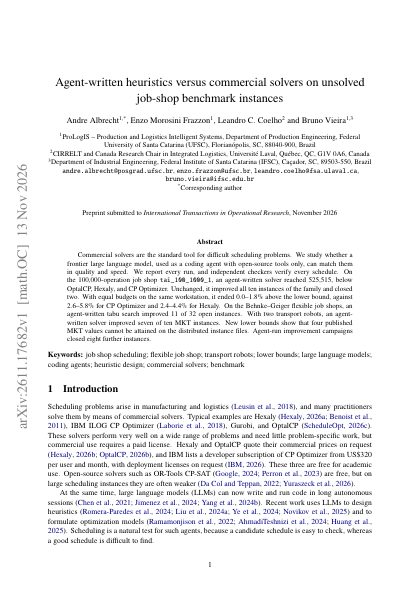 Agent-written heuristics versus commercial solvers on unsolved
job-shop benchmark instances
Andre Albrecht1,*, Enzo Morosini Frazzon1, Leandro C. Coelho2 and Bruno Vieira1,3
1ProLogIS – Production and Logistics Intelligent Systems, Department of Production Engineering, Federal
University of Santa Catarina (UFSC), Florianópolis, SC, 88040-900, Brazil
2CIRRELT and Canada Research Chair in Integrated Logistics, Université Laval, Québec, QC, G1V 0A6, Canada
3Department of Industrial Engineering, Federal Institute of Santa Catarina (IFSC), Caçador, SC, 89503-550, Brazil
andre.albrecht@posgrad.ufsc.br, enzo.frazzon@ufsc.br, leandro.coelho@fsa.ulaval.ca,
bruno.vieira@ifsc.edu.br
*Corresponding author
Preprint submitted to International Transactions in Operational Research, November 2026
Abstract
Commercial solvers are the standard tool for difficult scheduling problems. We study whether
a frontier large language model, used as a coding agent with open-source tools only, can match
them in quality and speed. We report every run, and independent checkers verify every schedule. On
the 100,000-operation job shop tai_100_1000_1, an agent-written solver reached 525,515, below
OptalCP, Hexaly, and CP Optimizer. Unchanged, it improved all ten instances of the family and closed
two. With equal budgets on the same workstation, it ended 0.0–1.8% above the lower bound, against
2.6–5.8% for CP Optimizer and 2.4–4.4% for Hexaly. On the Behnke–Geiger flexible job shops, an
agent-written tabu search improved 11 of 32 open instances. With two transport robots, an agent-
written solver improved seven of ten MKT instances. New lower bounds show that four published
MKT values cannot be attained on the distributed instance files. Agent-run improvement campaigns
closed eight further instances.
Keywords: job shop scheduling; flexible job shop; transport robots; lower bounds; large language models;
coding agents; heuristic design; commercial solvers; benchmark
1 Introduction
Scheduling problems arise in manufacturing and logistics (Leusin et al., 2018), and many practitioners
solve them by means of commercial solvers. Typical examples are Hexaly (Hexaly, 2026a; Benoist et al.,
2011), IBM ILOG CP Optimizer (Laborie et al., 2018), Gurobi, and OptalCP (ScheduleOpt, 2026c).
These solvers perform very well on a wide range of problems and need little problem-specific work, but
commercial use requires a paid license. Hexaly and OptalCP quote their commercial prices on request
(Hexaly, 2026b; OptalCP, 2026), and IBM lists a developer subscription of CP Optimizer from US$320
per user and month, with deployment licenses on request (IBM, 2026). These three are free for academic
use. Open-source solvers such as OR-Tools CP-SAT (Google, 2024; Perron et al., 2023) are free, but on
large scheduling instances they are often weaker (Da Col and Teppan, 2022; Yuraszeck et al., 2026).
At the same time, large language models (LLMs) can now write and run code in long autonomous
sessions (Chen et al., 2021; Jimenez et al., 2024; Yang et al., 2024b). Recent work uses LLMs to design
heuristics (Romera-Paredes et al., 2024; Liu et al., 2024a; Ye et al., 2024; Novikov et al., 2025) and to
formulate optimization models (Ramamonjison et al., 2022; AhmadiTeshnizi et al., 2024; Huang et al.,
2025). Scheduling is a natural test for such agents, because a candidate schedule is easy to check, whereas
a good schedule is difficult to find.
1
arXiv:2611.17682v1 [math.OC] 13 Nov 2026